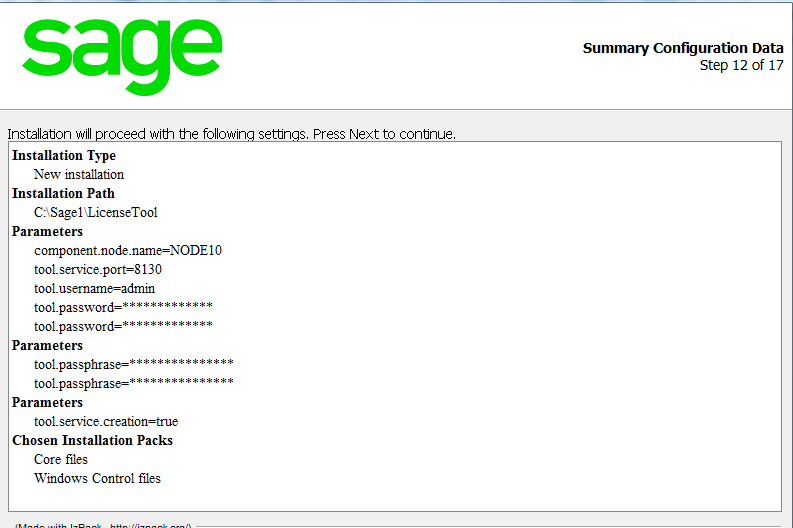 sage
Summary Configuration Data
Step 12 of 17
Installation will proceed with the following settings. Press Next to continue.
Installation Type
New installation
Installation Path
C:\Sage1\LicenseTool
Parameters
component.node.name=NODE10
tool.service.port=8130
tool.username=admin
tool.password=*************
tool.password=*************
Parameters
tool.passphrase=***************
tool.passphrase=***************
Parameters
tool.service.creation=true
Chosen Installation Packs
Core files
Windows Control files
(Made with IzPack - http://izpack.org/)